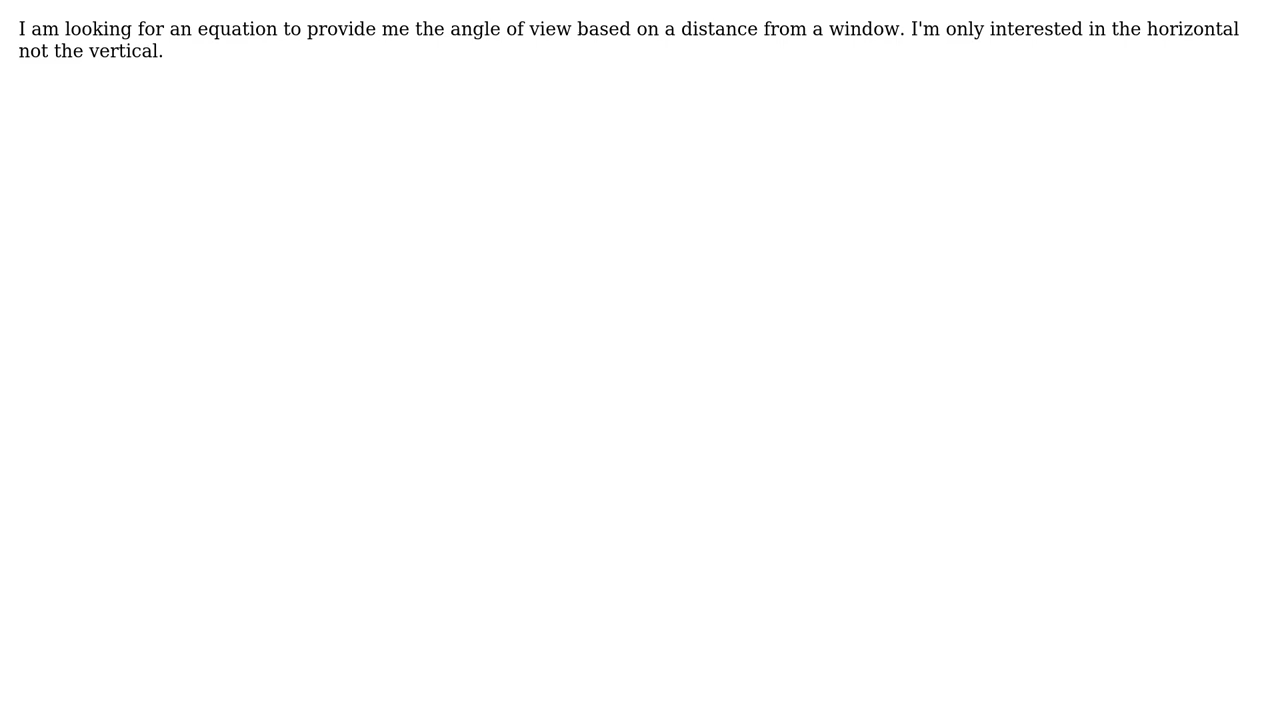 I am looking for an equation to provide me the angle of view based on a distance from a window. I'm only interested in the horizontal
not the vertical.